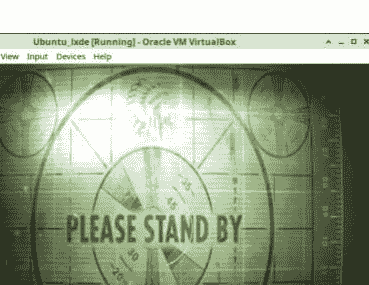 Ubuntu_lxde [Running] - Oracle VM VirtualBox
View Input Devices Help
PLEASE STAND BY